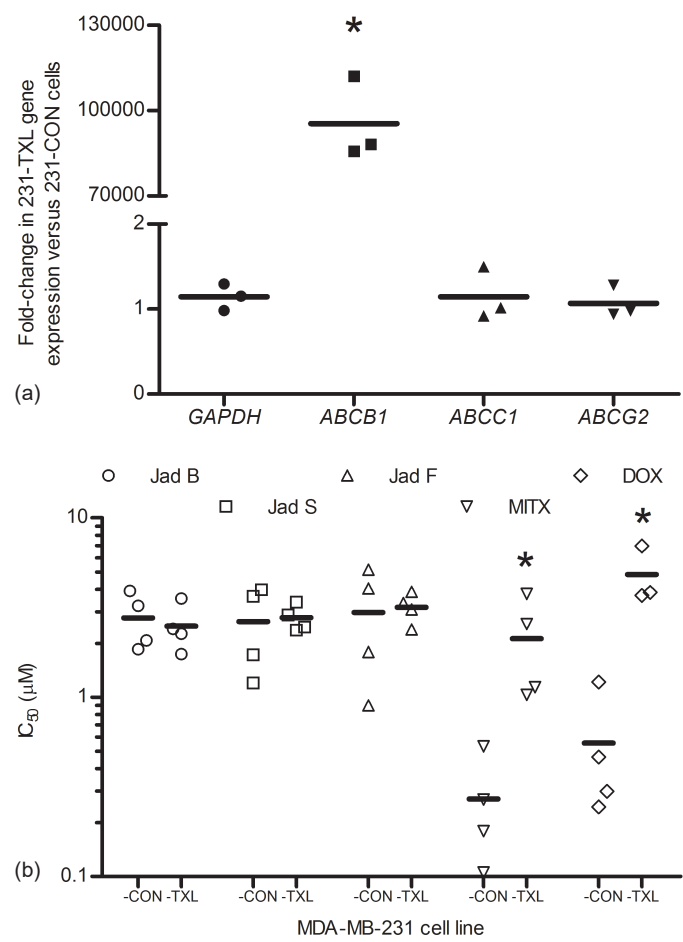 130000
*
100000
70000
2
1
0
Fold-change in 231-TXL gene
expression versus 231-CON cells
(a)
GAPDH ABCB1 ABCC1 ABCG2
Jad B Jad F DOX
Jad S MITX
10
*
*
1
0.1
IC50 (μM)
(b)
-CON -TXL -CON -TXL -CON -TXL -CON -TXL -CON -TXL
MDA-MB-231 cell line